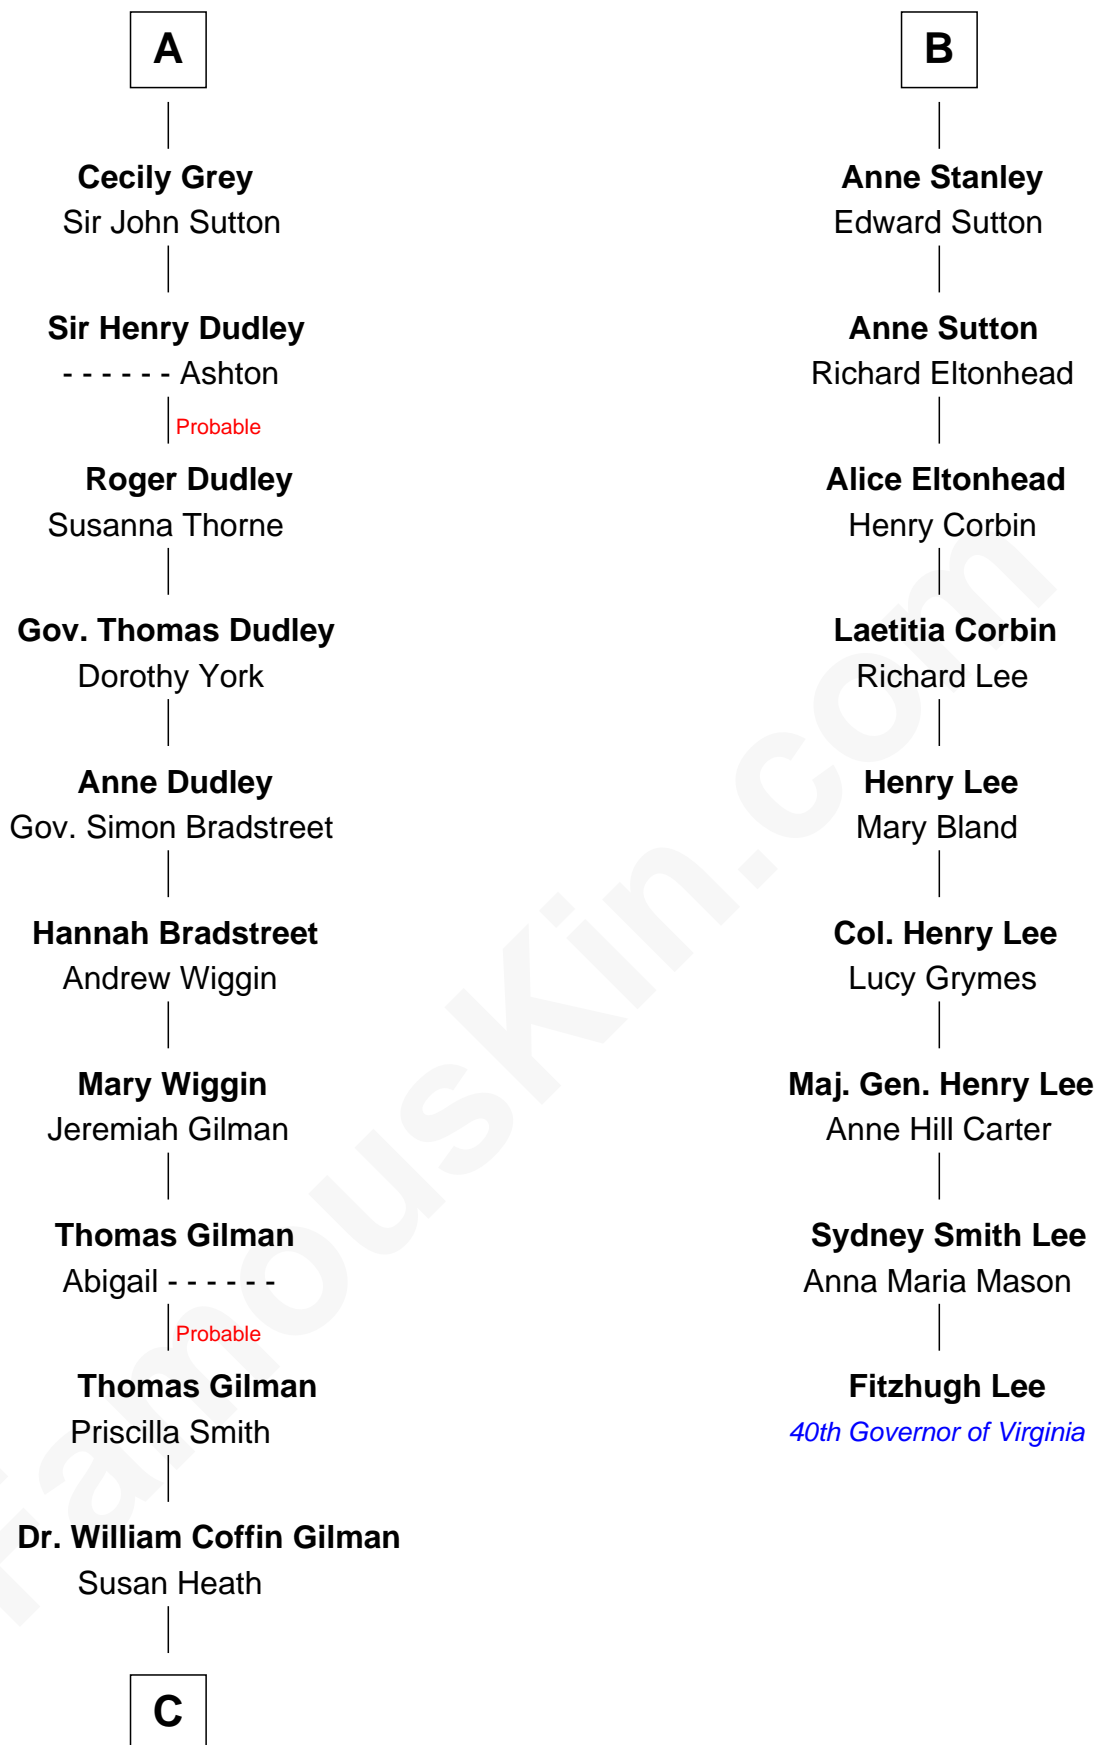 A
Cecily Grey
Sir John Sutton
Sir Henry Dudley
- - - - - - Ashton
Probable
Roger Dudley
Susanna Thorne
Gov. Thomas Dudley
Dorothy York
Anne Dudley
Gov. Simon Bradstreet
Hannah Bradstreet
Andrew Wiggin
Mary Wiggin
Jeremiah Gilman
Thomas Gilman
Abigail - - - - - -
Probable
Thomas Gilman
Priscilla Smith
Dr. William Coffin Gilman
Susan Heath
C
B
Anne Stanley
Edward Sutton
Anne Sutton
Richard Eltonhead
Alice Eltonhead
Henry Corbin
Laetitia Corbin
Richard Lee
Henry Lee
Mary Bland
Col. Henry Lee
Lucy Grymes
Maj. Gen. Henry Lee
Anne Hill Carter
Sydney Smith Lee
Anna Maria Mason
Fitzhugh Lee
40th Governor of Virginia
FamousKin.com